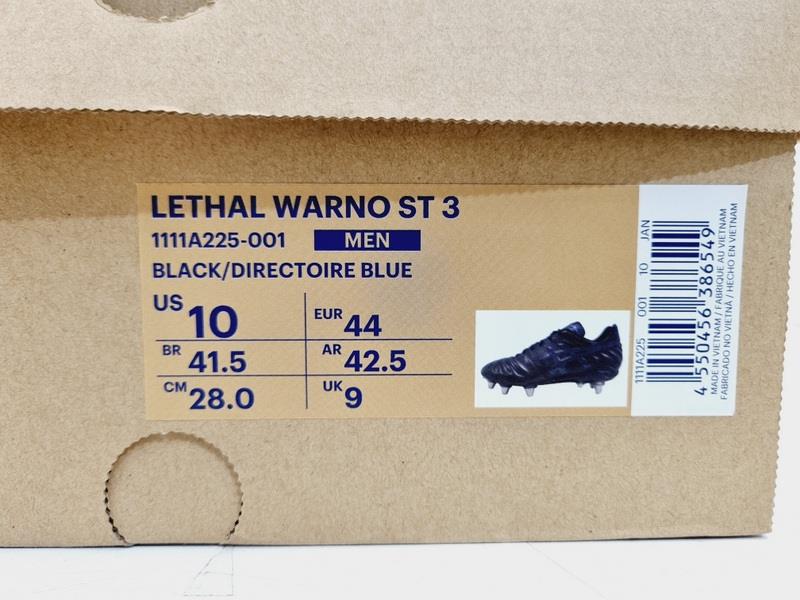 LETHAL WARNO ST 3
1111A225-001 MEN
BLACK/DIRECTOIRE BLUE
US 10 EUR 44
BR 41.5 AR 42.5
CM 28.0 UK 9
1111A225 001 10 JAN
4 550456 386549
MADE IN VIETNAM / FABRIQUE AU VIETNAM
FABRICADO NO VIETNÃ / HECHO EN VIETNAM